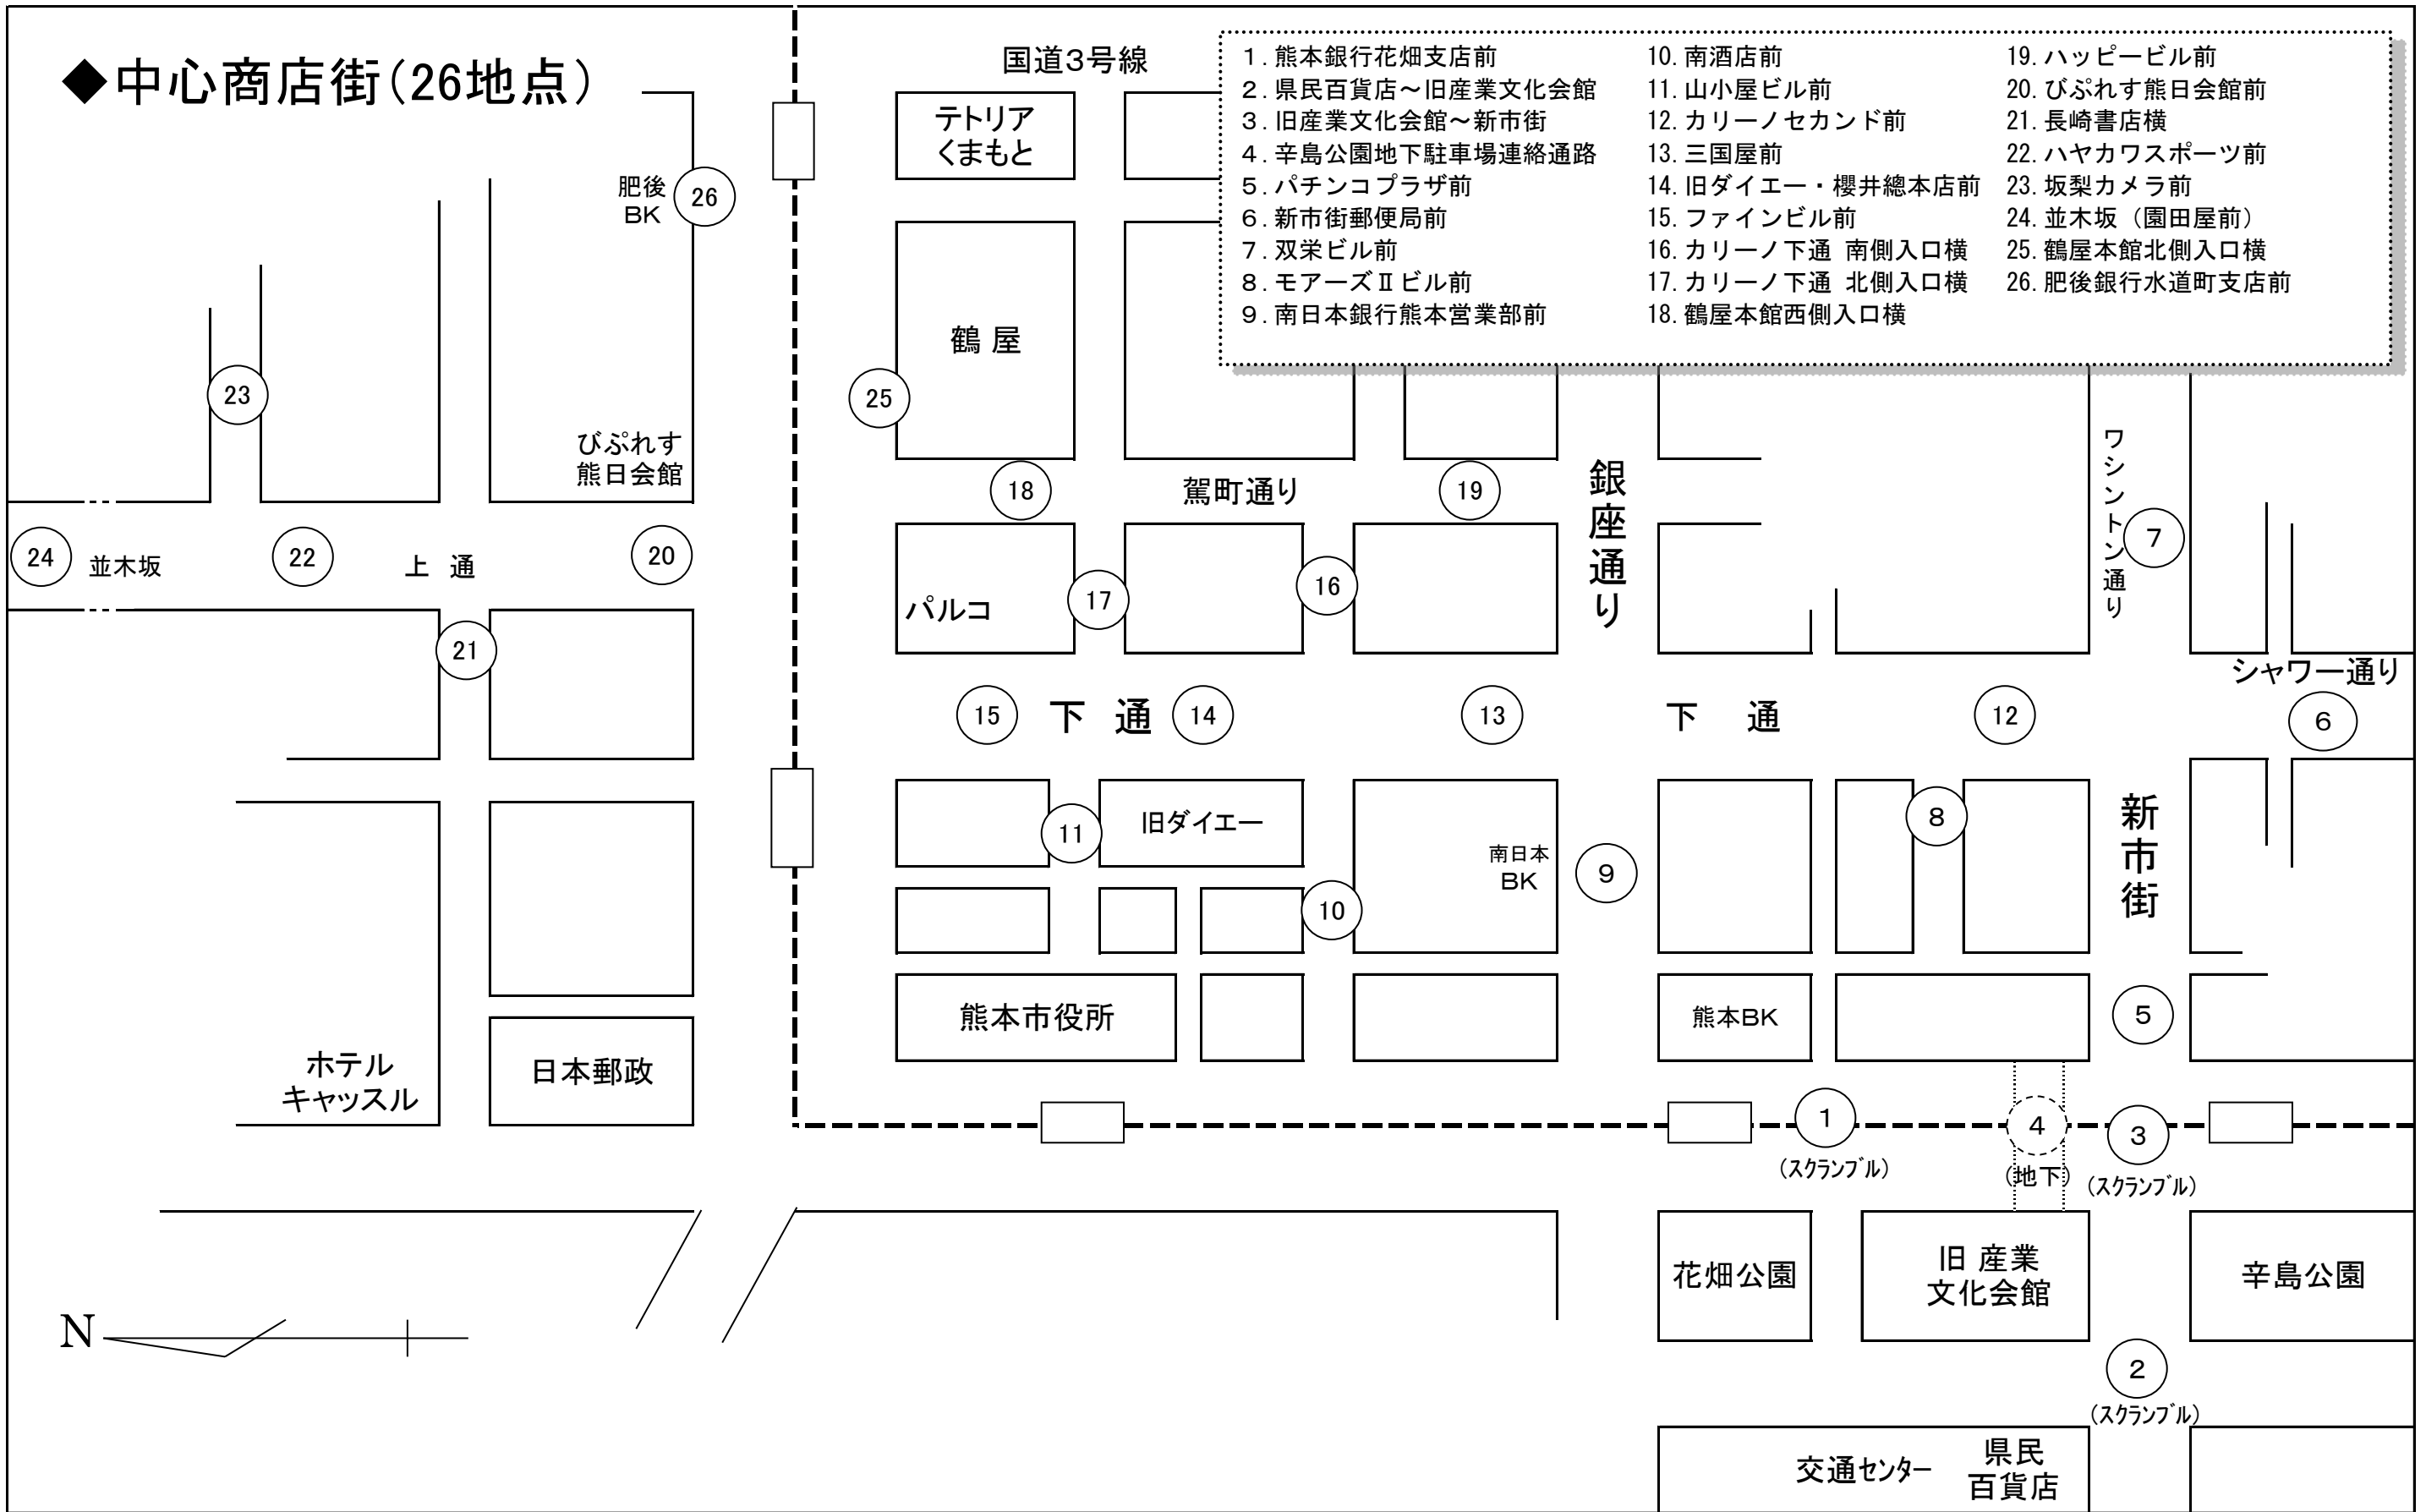 ◆中心商店街(26地点)
国道3号線
1.熊本銀行花畑支店前
2.県民百貨店~旧産業文化会館
3.旧産業文化会館~新市街
4.辛島公園地下駐車場連絡通路
5.パチンコプラザ前
6.新市街郵便局前
7.双栄ビル前
8.モアーズⅡビル前
9.南日本銀行熊本営業部前
10.南酒店前
11.山小屋ビル前
12.カリーノセカンド前
13.三国屋前
14.旧ダイエー・櫻井總本店前
15.ファインビル前
16.カリーノ下通 南側入口横
17.カリーノ下通 北側入口横
18.鶴屋本館西側入口横
19.ハッピービル前
20.びぷれす熊日会館前
21.長崎書店横
22.ハヤカワスポーツ前
23.坂梨カメラ前
24.並木坂(園田屋前)
25.鶴屋本館北側入口横
26.肥後銀行水道町支店前
テトリア
くまもと
肥後
BK
26
鶴屋
23
25
びぷれす
熊日会館
18
駕町通り
19
銀座通り
ワシントン通り
7
24
並木坂
22
上通
20
パルコ
17
16
21
シャワー通り
15
下通
14
13
下通
12
6
11
旧ダイエー
8
新市街
南日本
BK
9
10
熊本市役所
熊本BK
5
ホテル
キャッスル
日本郵政
1
(スクランブル)
4
(地下)
3
(スクランブル)
花畑公園
旧 産業
文化会館
辛島公園
N
2
(スクランブル)
交通センター
県民
百貨店